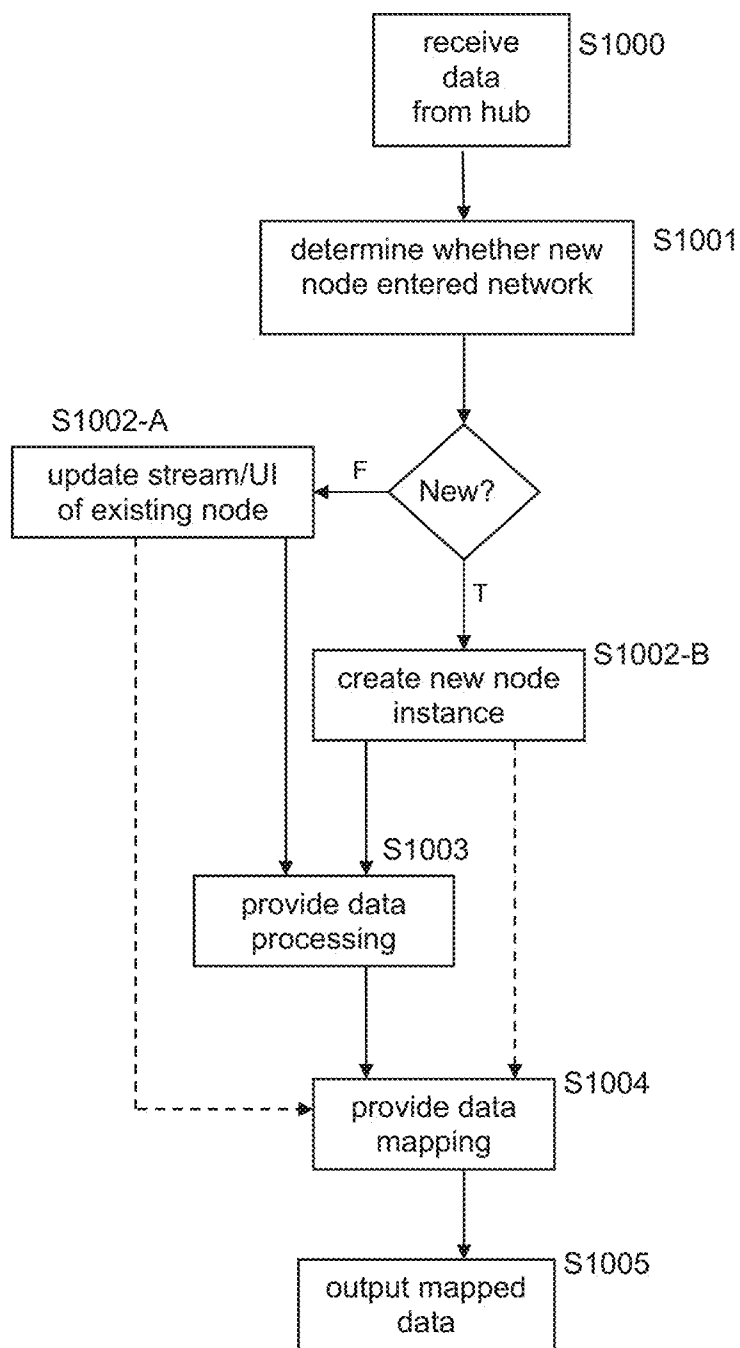 receive
data
from hub
S1000
determine whether new
node entered network
S1001
New?
F
T
S1002-A
update stream/UI
of existing node
S1002-B
create new node
instance
S1003
provide data
processing
S1004
provide data
mapping
S1005
output mapped
data